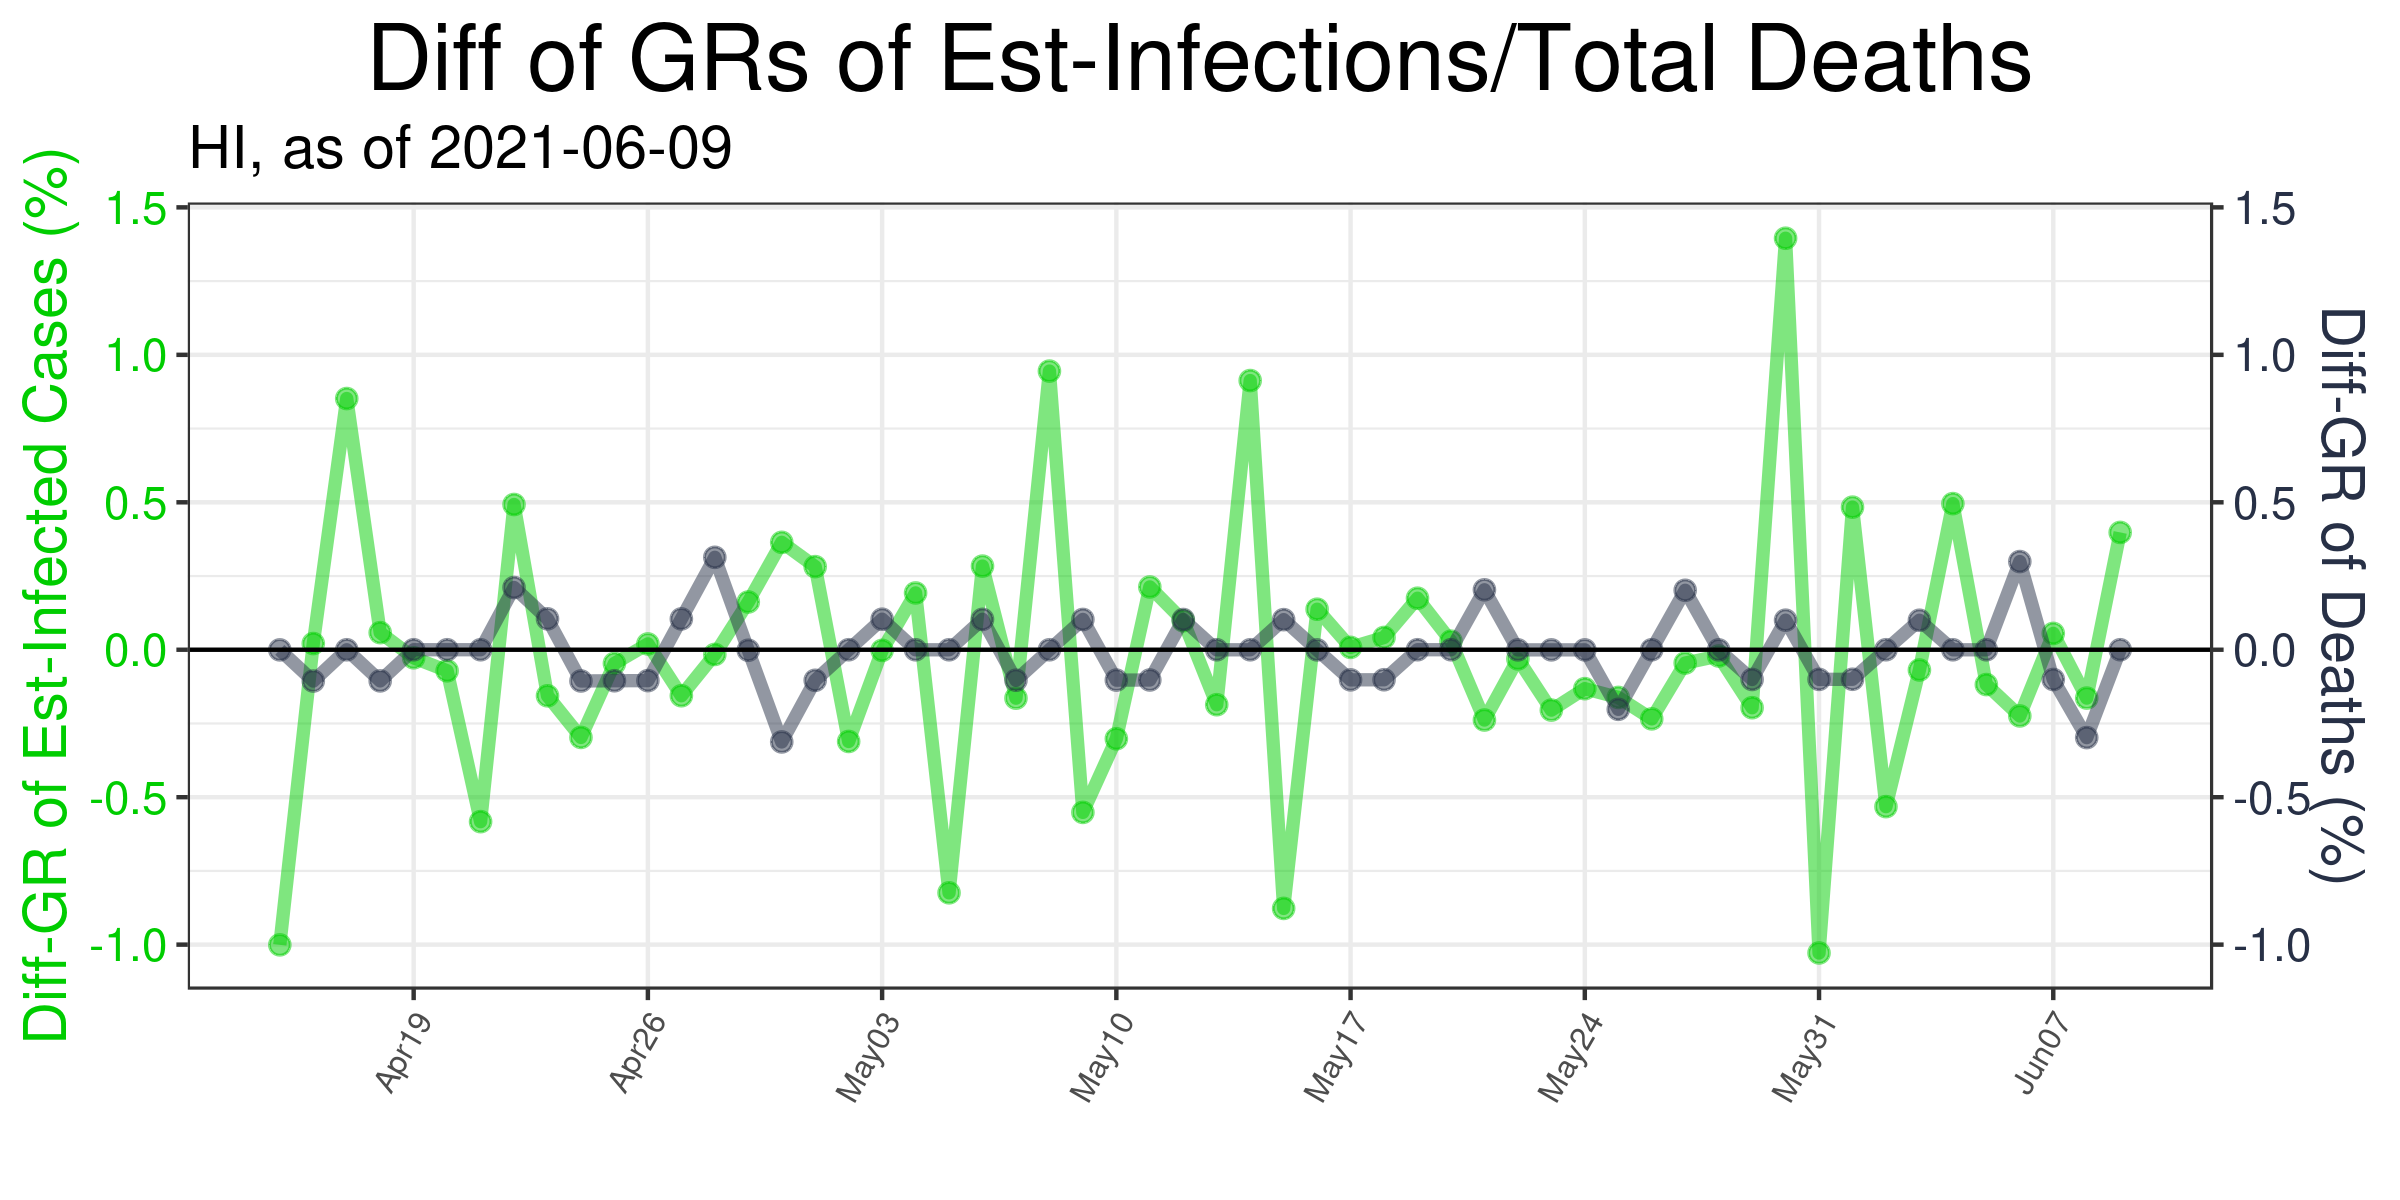 Diff of GRs of Est-Infections/Total Deaths
HI, as of 2021-06-09
Diff-GR of Est-Infected Cases (%)
1.5
1.0
0.5
0.0
-0.5
-1.0
1.5
1.0
0.5
0.0
-0.5
-1.0
Diff-GR of Deaths (%)
Apr19
Apr26
May03
May10
May17
May24
May31
Jun07